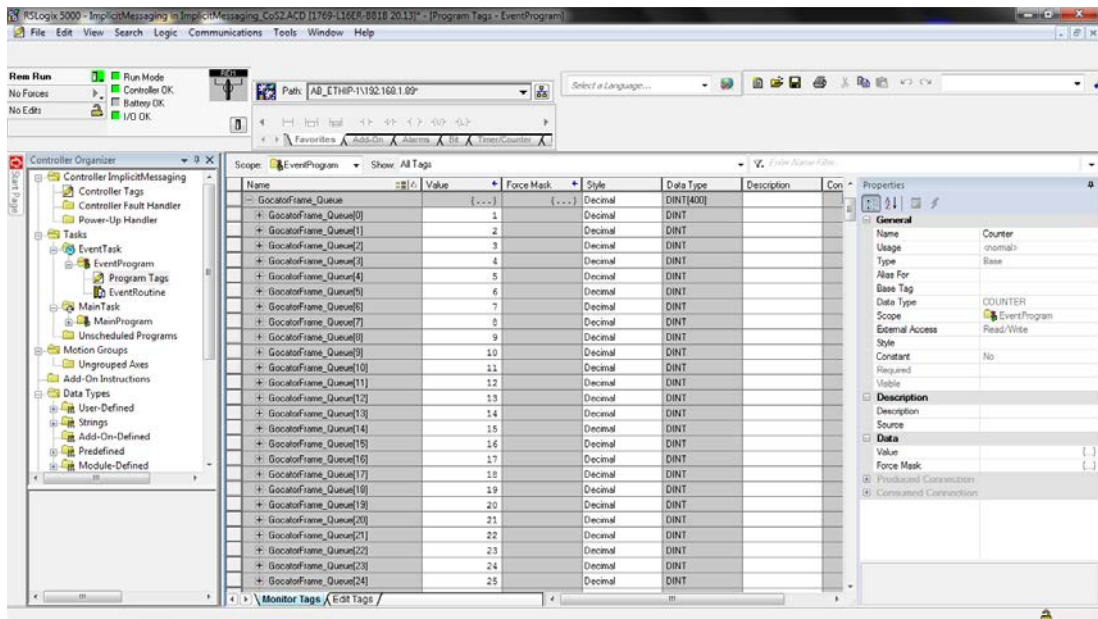 RSLogix 5000 - ImplicitMessaging in ImplicitMessaging_CoS2.ACD [1769-L16ER-BB1B 20.13]* - [Program Tags - EventProgram]
File Edit View Search Logic Communications Tools Window Help
Rem Run
No Forces
No Edits
Run Mode
Controller OK
Battery OK
I/O OK
REM
Path: AB_ETHIP-1\192.168.1.89*
Select a Language...
Favorites Add-On Alarms Bit Timer/Counter
Start Page
Controller Organizer
Controller ImplicitMessaging
Controller Tags
Controller Fault Handler
Power-Up Handler
Tasks
EventTask
EventProgram
Program Tags
EventRoutine
MainTask
MainProgram
Unscheduled Programs
Motion Groups
Ungrouped Axes
Add-On Instructions
Data Types
User-Defined
Strings
Add-On-Defined
Predefined
Module-Defined
Scope: EventProgram Show: All Tags Enter Name Filter...
Name Value Force Mask Style Data Type Description Con
GocatorFrame_Queue {...} {...} Decimal DINT[400]
GocatorFrame_Queue[0] 1 Decimal DINT
GocatorFrame_Queue[1] 2 Decimal DINT
GocatorFrame_Queue[2] 3 Decimal DINT
GocatorFrame_Queue[3] 4 Decimal DINT
GocatorFrame_Queue[4] 5 Decimal DINT
GocatorFrame_Queue[5] 6 Decimal DINT
GocatorFrame_Queue[6] 7 Decimal DINT
GocatorFrame_Queue[7] 8 Decimal DINT
GocatorFrame_Queue[8] 9 Decimal DINT
GocatorFrame_Queue[9] 10 Decimal DINT
GocatorFrame_Queue[10] 11 Decimal DINT
GocatorFrame_Queue[11] 12 Decimal DINT
GocatorFrame_Queue[12] 13 Decimal DINT
GocatorFrame_Queue[13] 14 Decimal DINT
GocatorFrame_Queue[14] 15 Decimal DINT
GocatorFrame_Queue[15] 16 Decimal DINT
GocatorFrame_Queue[16] 17 Decimal DINT
GocatorFrame_Queue[17] 18 Decimal DINT
GocatorFrame_Queue[18] 19 Decimal DINT
GocatorFrame_Queue[19] 20 Decimal DINT
GocatorFrame_Queue[20] 21 Decimal DINT
GocatorFrame_Queue[21] 22 Decimal DINT
GocatorFrame_Queue[22] 23 Decimal DINT
GocatorFrame_Queue[23] 24 Decimal DINT
GocatorFrame_Queue[24] 25 Decimal DINT
Monitor Tags Edit Tags
Properties
General
Name Counter
Usage <normal>
Type Base
Alias For
Base Tag
Data Type COUNTER
Scope EventProgram
External Access Read/Write
Style
Constant No
Required
Visible
Description
Description
Source
Data
Value {...}
Force Mask {...}
Produced Connection
Consumed Connection